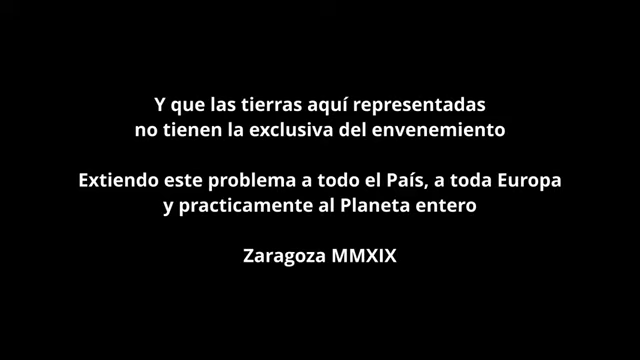 Y que las tierras aquí representadas
no tienen la exclusiva del envenemiento
Extiendo este problema a todo el País, a toda Europa
y practicamente al Planeta entero
Zaragoza MMXIX